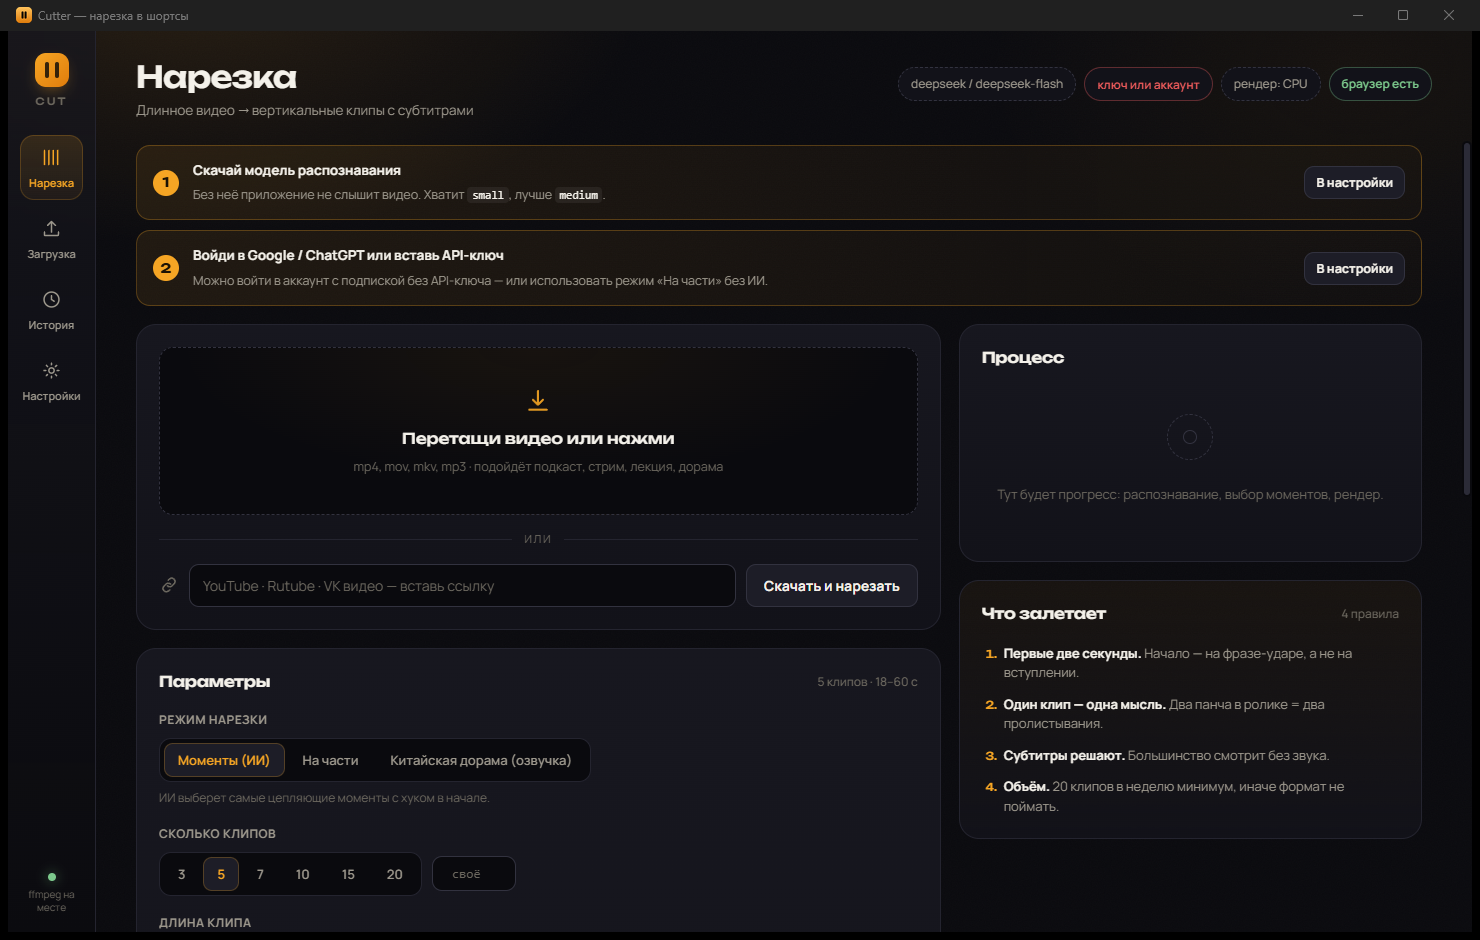 Cutter — нарезка в шортсы
CUT
Нарезка
Загрузка
История
Настройки
ffmpeg на
месте
Нарезка
Длинное видео → вертикальные клипы с субтитрами
deepseek / deepseek-flash
ключ или аккаунт
рендер: CPU
браузер есть
1
Скачай модель распознавания
Без неё приложение не слышит видео. Хватит small, лучше medium.
В настройки
2
Войди в Google / ChatGPT или вставь API-ключ
Можно войти в аккаунт с подпиской без API-ключа — или использовать режим «На части» без ИИ.
В настройки
Перетащи видео или нажми
mp4, mov, mkv, mp3 · подойдёт подкаст, стрим, лекция, дорама
ИЛИ
YouTube · Rutube · VK видео — вставь ссылку
Скачать и нарезать
Параметры
5 клипов · 18–60 с
РЕЖИМ НАРЕЗКИ
Моменты (ИИ)
На части
Китайская дорама (озвучка)
ИИ выберет самые цепляющие моменты с хуком в начале.
СКОЛЬКО КЛИПОВ
3
5
7
10
15
20
своё
ДЛИНА КЛИПА
Процесс
Тут будет прогресс: распознавание, выбор моментов, рендер.
Что залетает
4 правила
1. Первые две секунды. Начало — на фразе-ударе, а не на
вступлении.
2. Один клип — одна мысль. Два панча в ролике = два
пролистывания.
3. Субтитры решают. Большинство смотрит без звука.
4. Объём. 20 клипов в неделю минимум, иначе формат не
поймать.